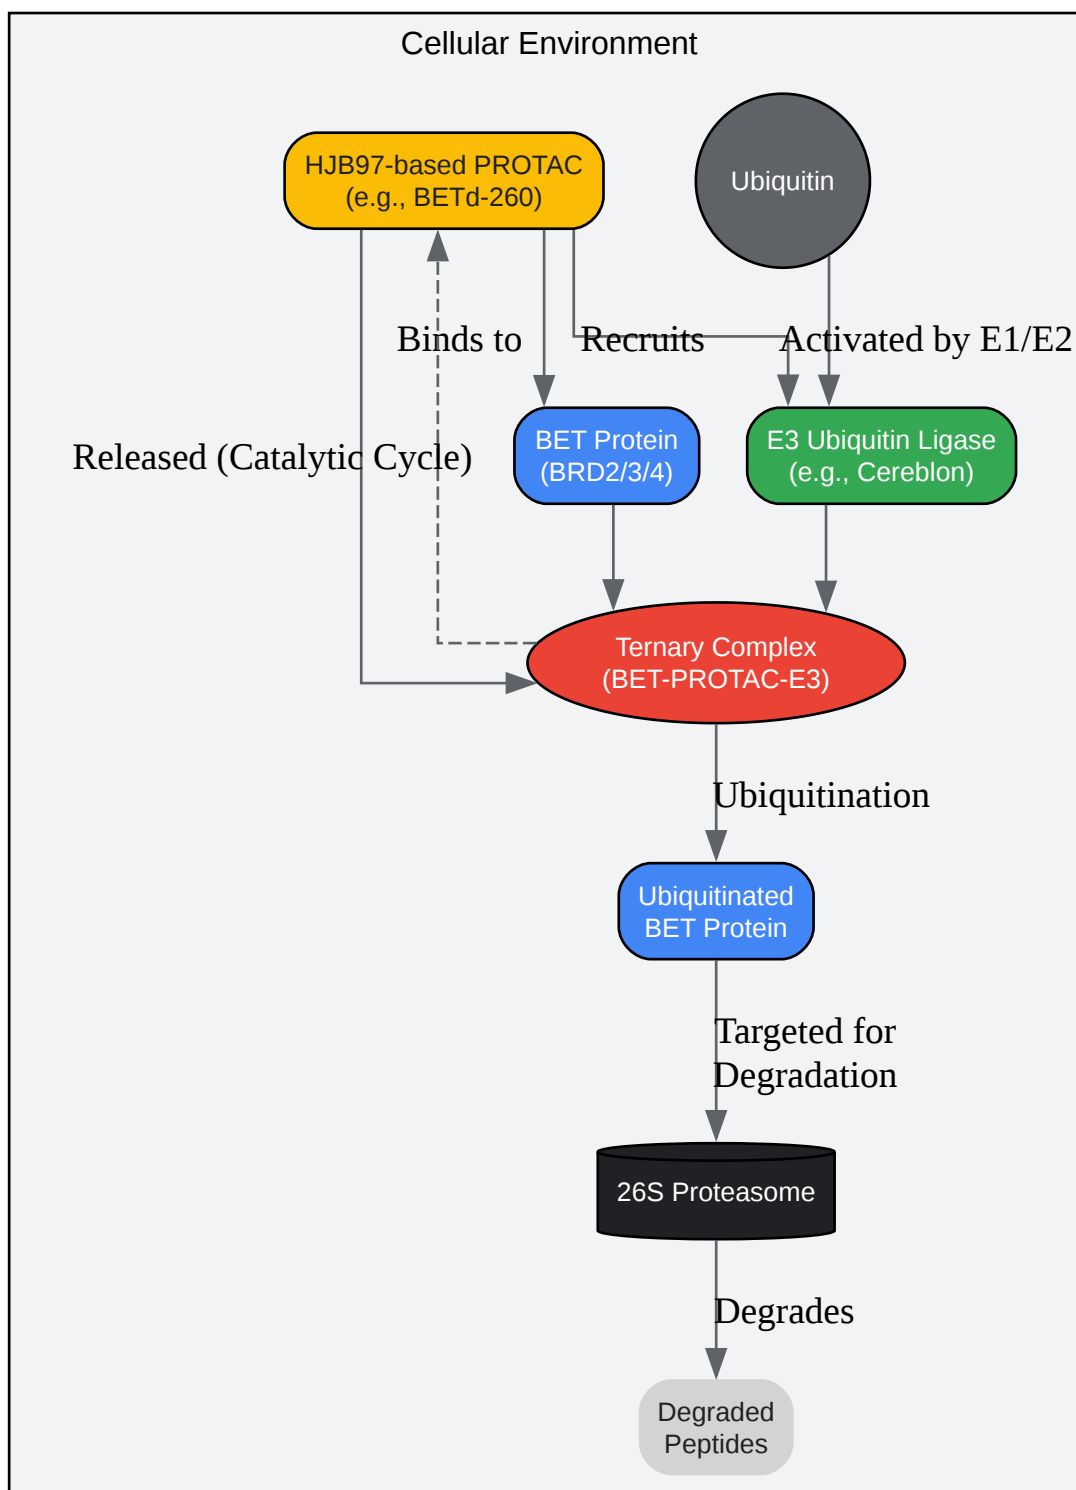 Cellular Environment
HJB97-based PROTAC
(e.g., BETd-260)
Ubiquitin
Binds to
Recruits
Activated by E1/E2
Released (Catalytic Cycle)
BET Protein
(BRD2/3/4)
E3 Ubiquitin Ligase
(e.g., Cereblon)
Ternary Complex
(BET-PROTAC-E3)
Ubiquitination
Ubiquitinated
BET Protein
Targeted for
Degradation
26S Proteasome
Degrades
Degraded
Peptides